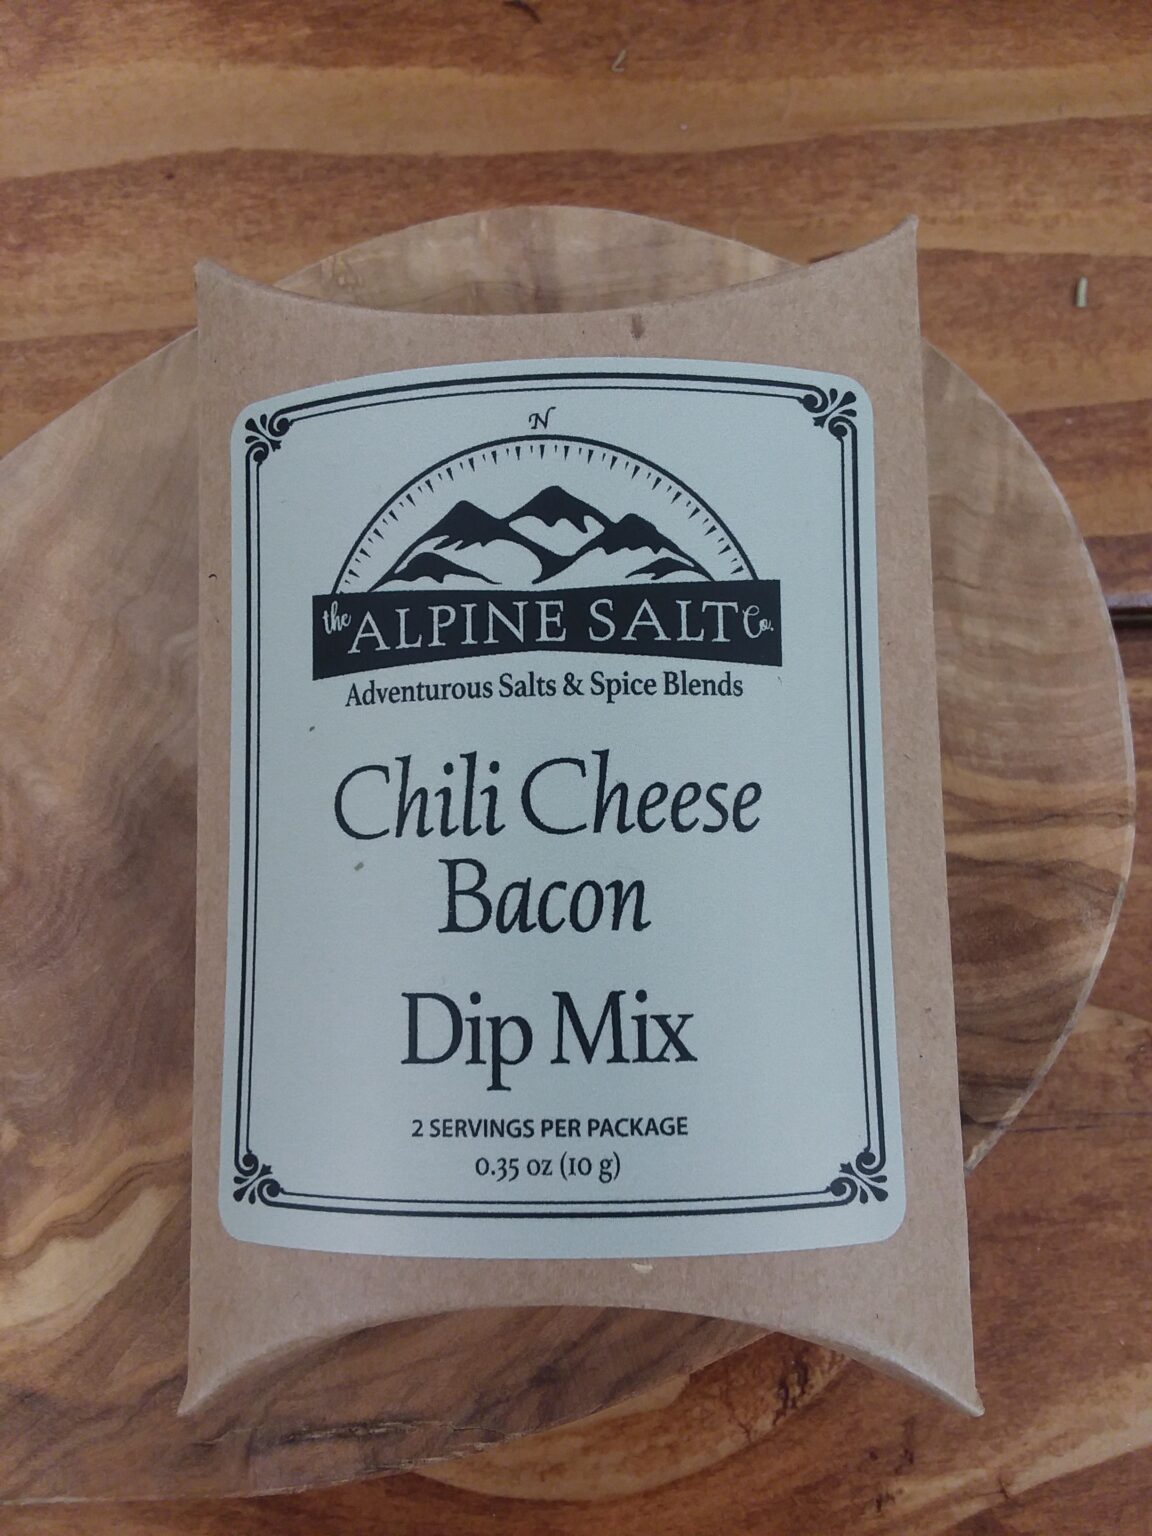 N
the ALPINE SALT Co.
Adventurous Salts & Spice Blends
Chili Cheese
Bacon
Dip Mix
2 SERVINGS PER PACKAGE
0.35 oz (10 g)